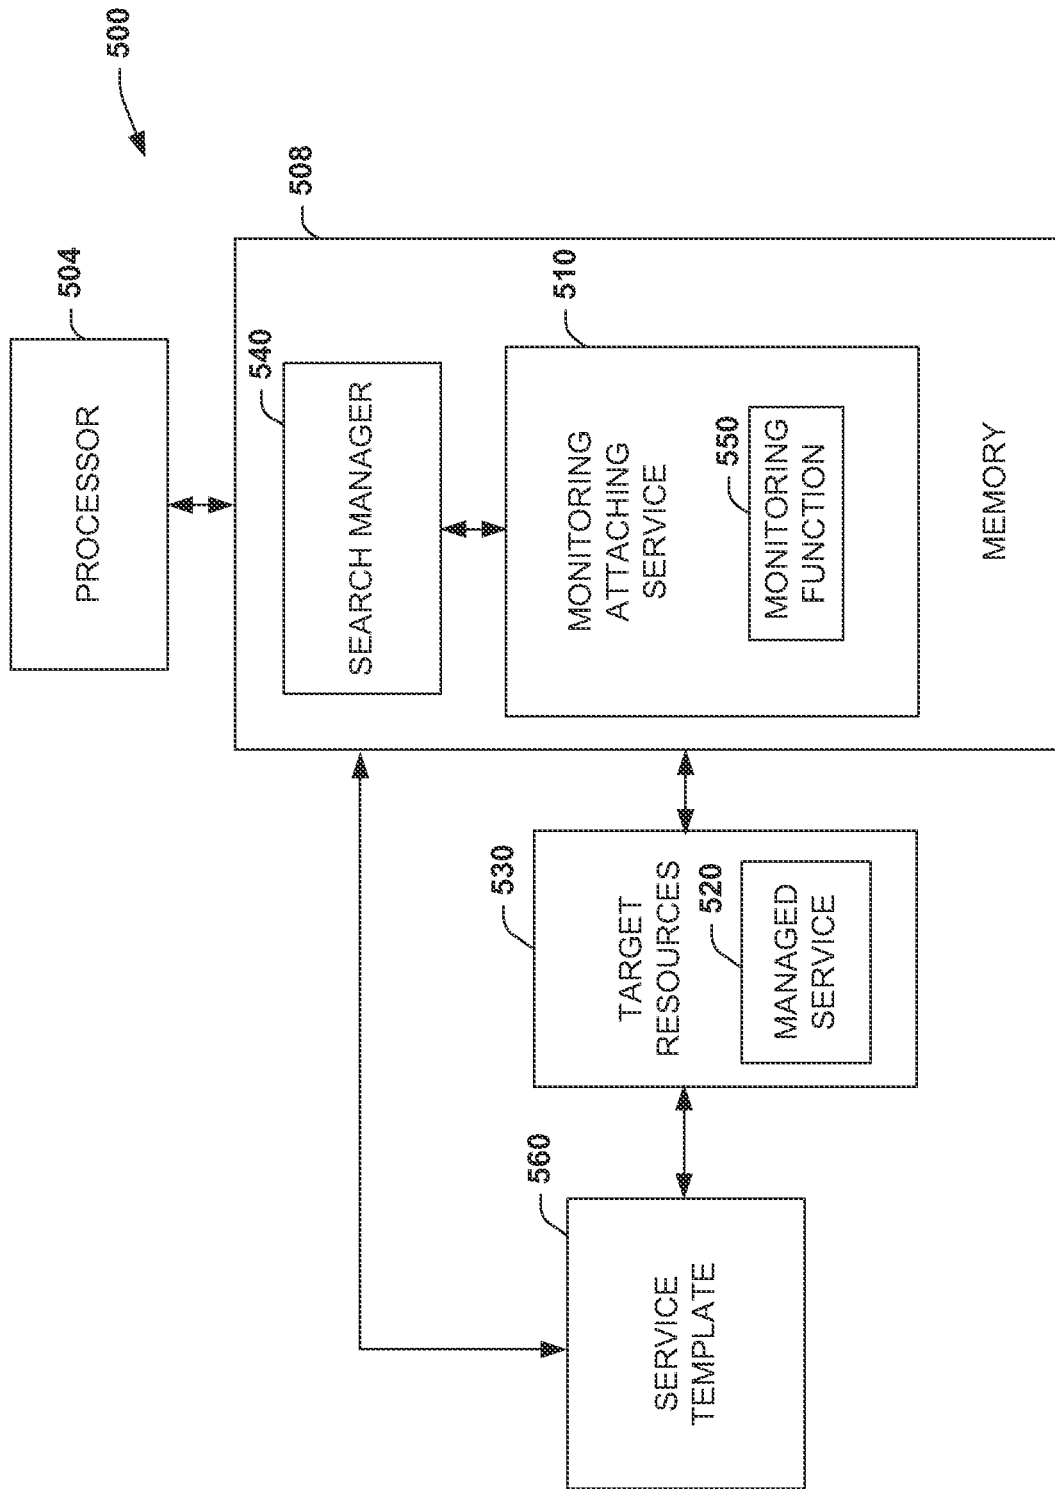 500
504
PROCESSOR
508
540
SEARCH MANAGER
510
MONITORING
ATTACHING
SERVICE
550
MONITORING
FUNCTION
MEMORY
530
TARGET
RESOURCES
520
MANAGED
SERVICE
560
SERVICE
TEMPLATE